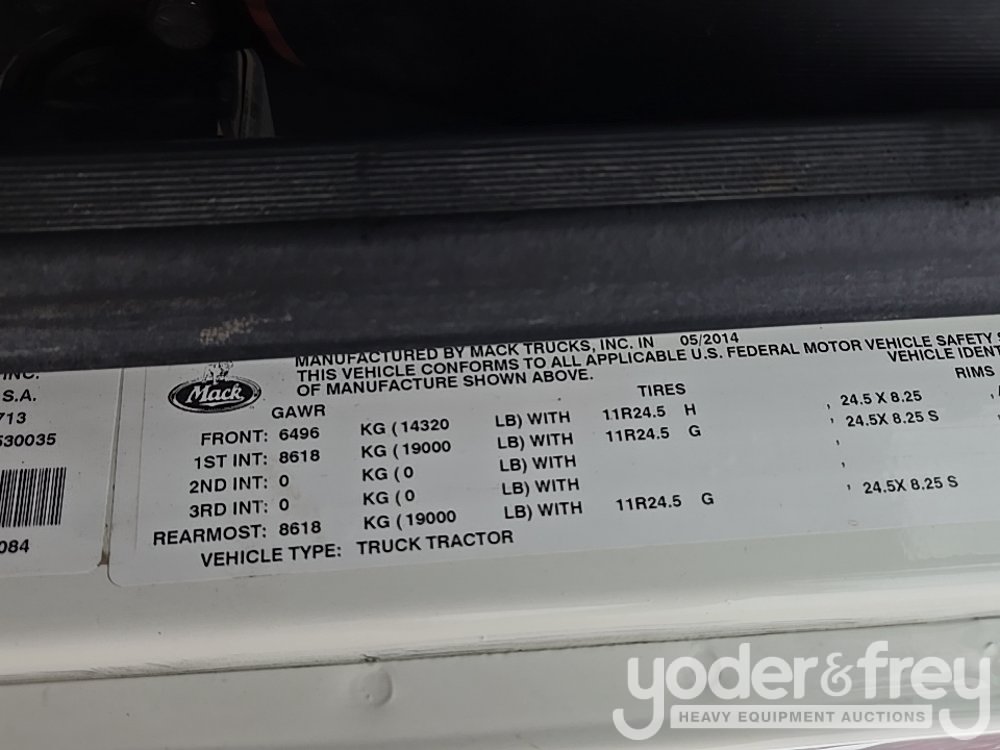 INC.
S.A.
713
530035
084
Mack
MANUFACTURED BY MACK TRUCKS, INC. IN 05/2014
THIS VEHICLE CONFORMS TO ALL APPLICABLE U.S. FEDERAL MOTOR VEHICLE SAFETY
OF MANUFACTURE SHOWN ABOVE. VEHICLE IDENT
GAWR TIRES RIMS
FRONT: 6496 KG (14320 LB) WITH 11R24.5 H , 24.5 X 8.25 ,
1ST INT: 8618 KG (19000 LB) WITH 11R24.5 G , 24.5X 8.25 S
2ND INT: 0 KG (0 LB) WITH ,
3RD INT: 0 KG (0 LB) WITH ,
REARMOST: 8618 KG (19000 LB) WITH 11R24.5 G , 24.5X 8.25 S
VEHICLE TYPE: TRUCK TRACTOR
yoder&frey
HEAVY EQUIPMENT AUCTIONS